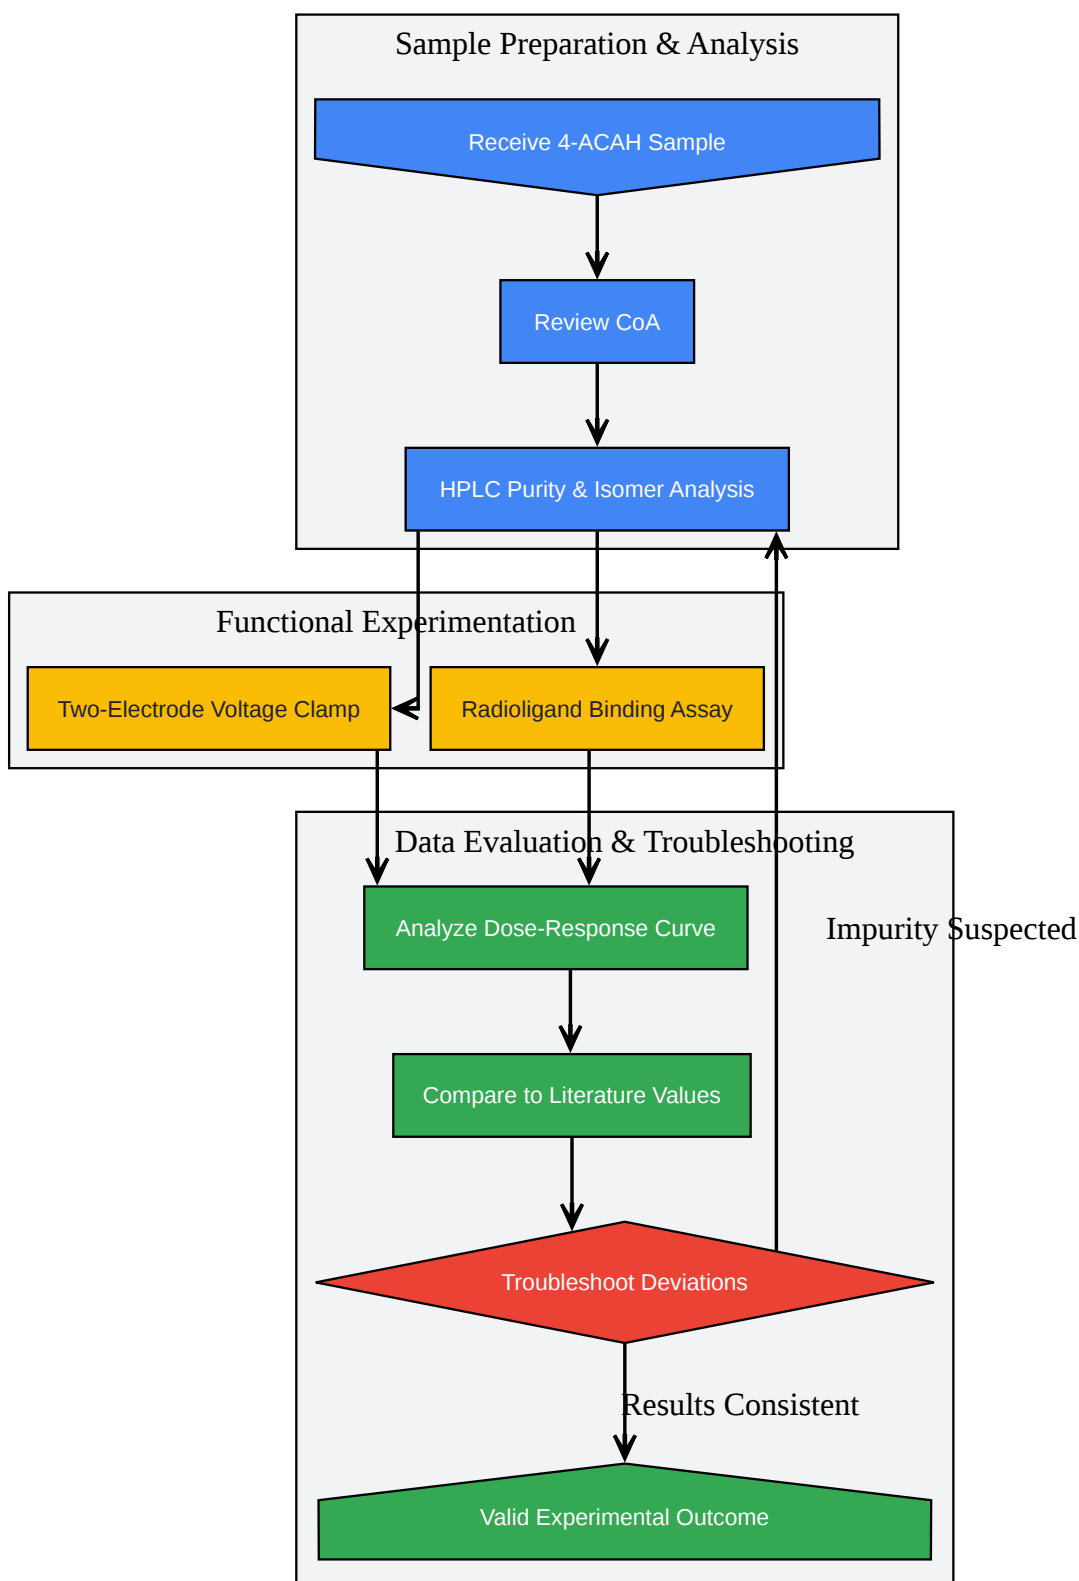 Sample Preparation & Analysis
Receive 4-ACAH Sample
Review CoA
HPLC Purity & Isomer Analysis
Functional Experimentation
Two-Electrode Voltage Clamp
Radioligand Binding Assay
Data Evaluation & Troubleshooting
Analyze Dose-Response Curve
Impurity Suspected
Compare to Literature Values
Troubleshoot Deviations
Results Consistent
Valid Experimental Outcome